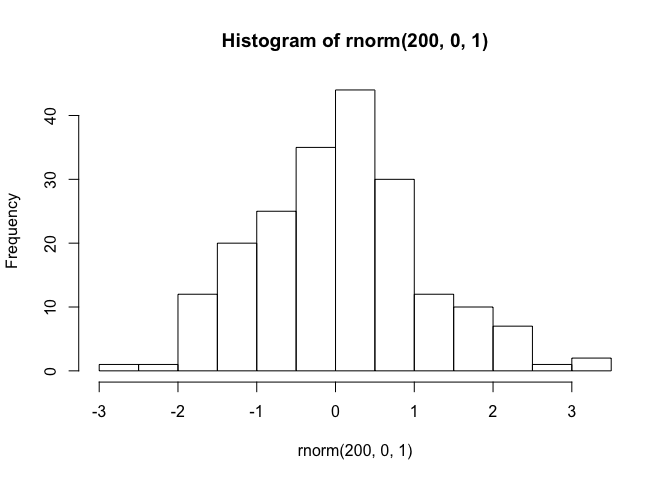 Histogram of rnorm(200, 0, 1)
Frequency
40
30
20
10
0
-3 -2 -1 0 1 2 3
rnorm(200, 0, 1)